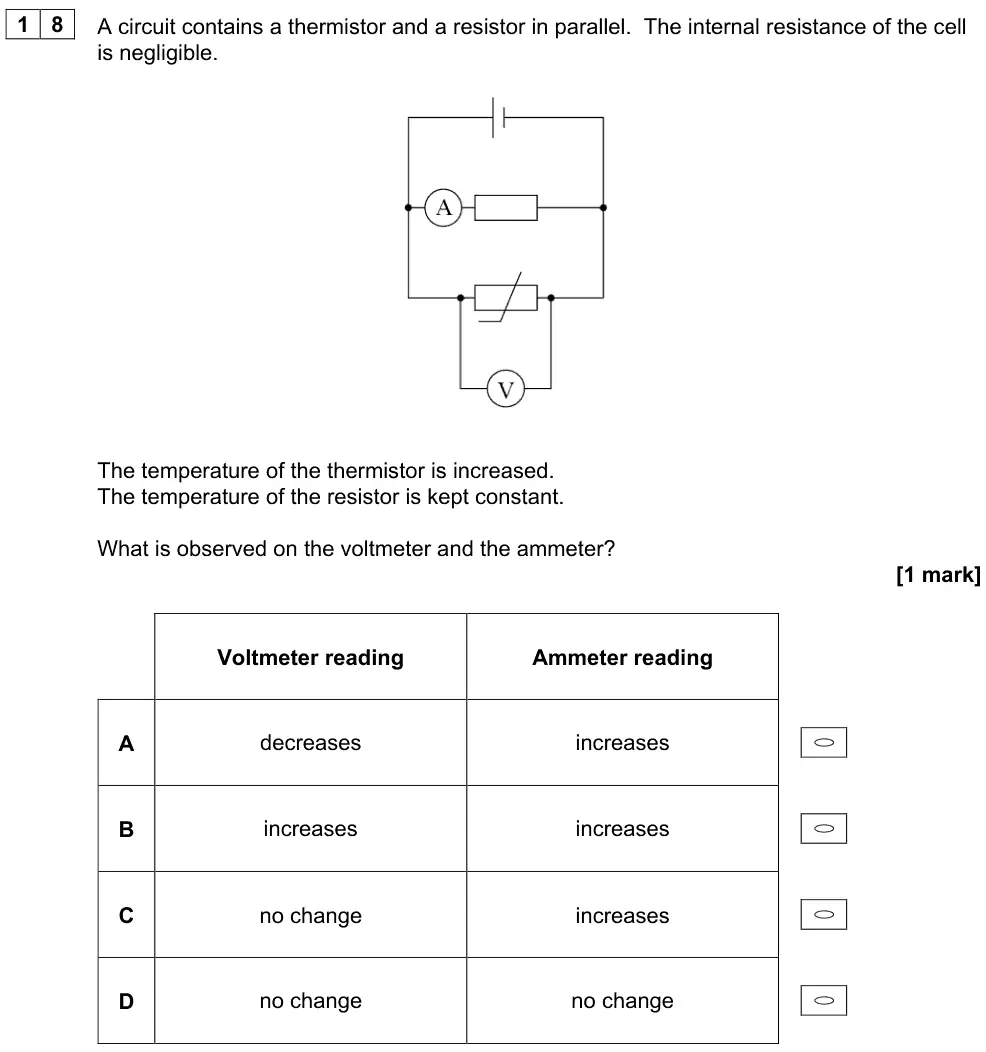 1 8 A circuit contains a thermistor and a resistor in parallel. The internal resistance of the cell
is negligible.
A
V
The temperature of the thermistor is increased.
The temperature of the resistor is kept constant.
What is observed on the voltmeter and the ammeter?
[1 mark]
Voltmeter reading Ammeter reading
A decreases increases
B increases increases
C no change increases
D no change no change